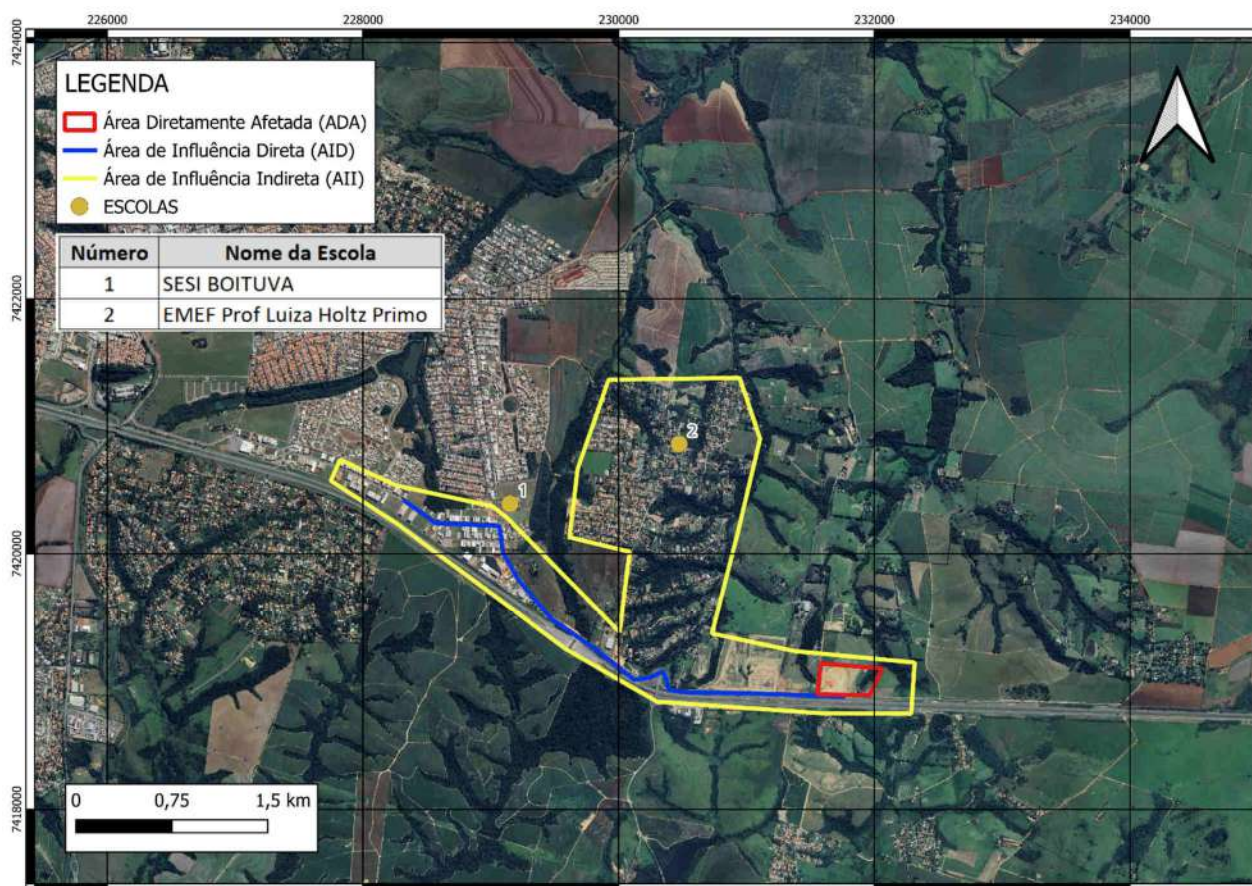 226000 228000 230000 232000 234000
7424000
7422000
7420000
7418000
LEGENDA
Área Diretamente Afetada (ADA)
Área de Influência Direta (AID)
Área de Influência Indireta (AII)
ESCOLAS
Número Nome da Escola
1 SESI BOITUVA
2 EMEF Prof Luiza Holtz Primo
2
1
0 0,75 1,5 km